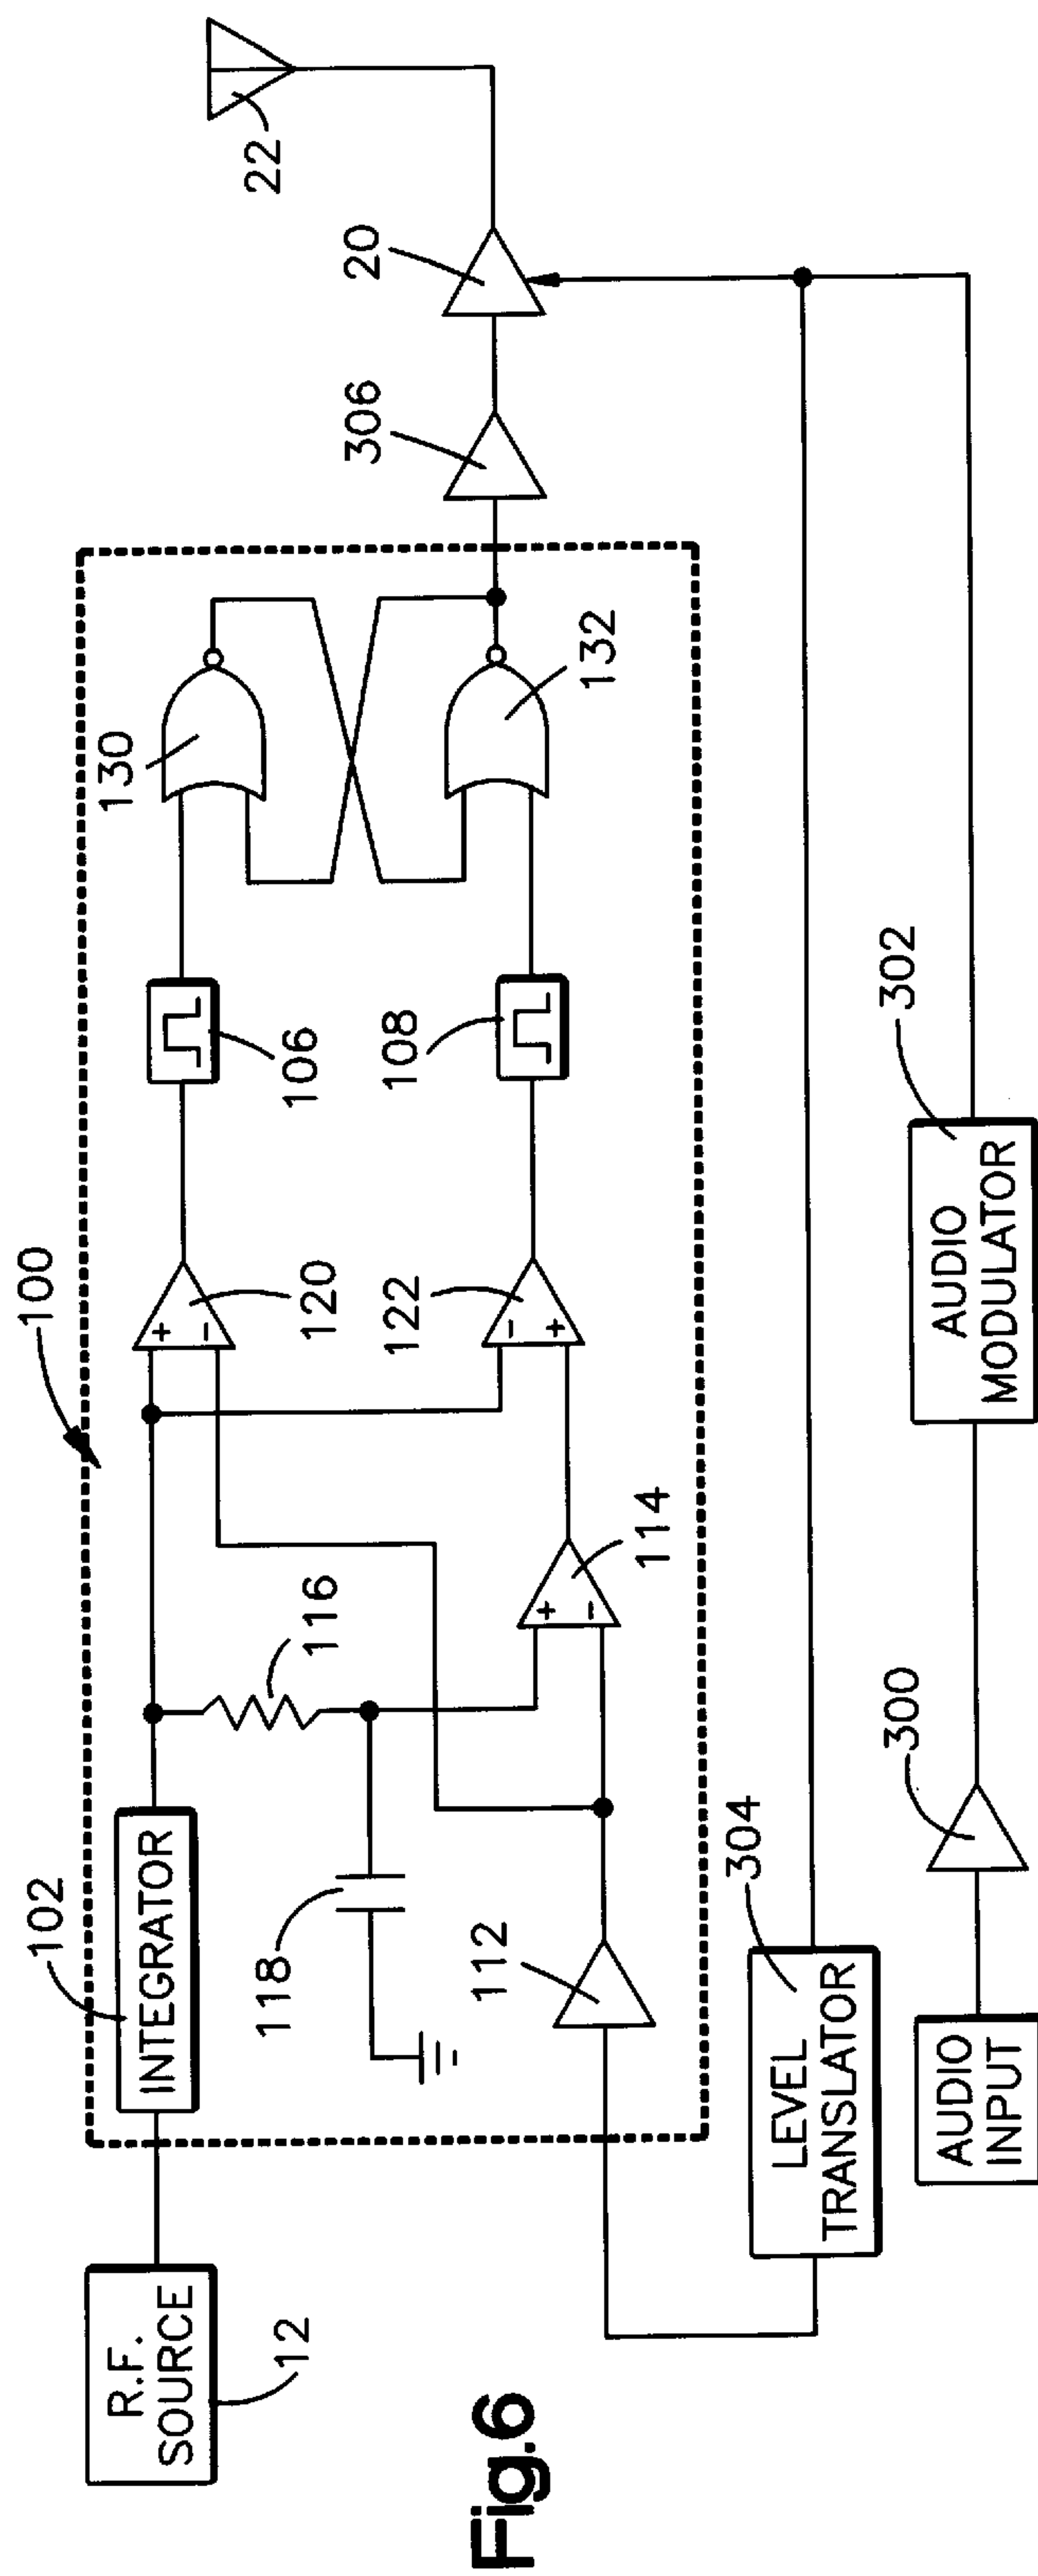 100
22
20
306
130
132
106
108
120
122
+
-
-
+
116
114
+
-
102
INTEGRATOR
118
112
R.F.
SOURCE
12
304
LEVEL
TRANSLATOR
302
AUDIO
MODULATOR
300
AUDIO
INPUT
Fig.6